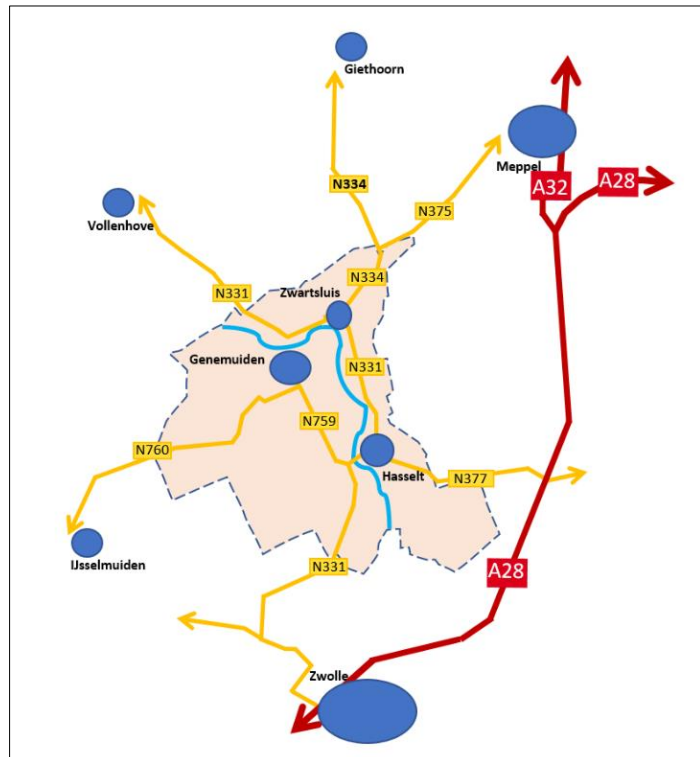 Giethoorn
Meppel
A32
A28
N334
N375
Vollenhove
N334
N331
Zwartsluis
Genemuiden
N331
N759
N760
Hasselt
N377
IJsselmuiden
N331
A28
Zwolle